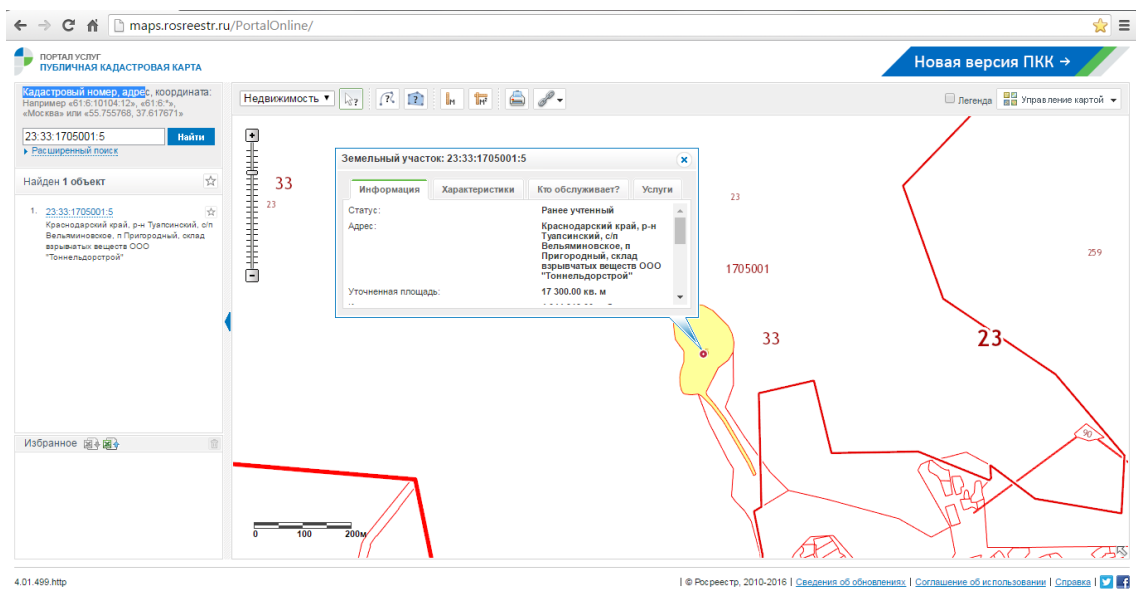 maps.rosreestr.ru/PortalOnline/
ПОРТАЛ УСЛУГ
ПУБЛИЧНАЯ КАДАСТРОВАЯ КАРТА
Новая версия ПКК →
Кадастровый номер, адрес, координата:
Например «61:6:10104:12», «61:6:*»,
«Москва» или «55.755768, 37.617671»
23:33:1705001:5
Найти
Расширенный поиск
Найден 1 объект
1. 23:33:1705001:5
Краснодарский край, р-н Туапсинский, с/п
Вельяминовское, п Пригородный, склад
взрывчатых веществ ООО
"Тоннельдорстрой"
Избранное
Недвижимость
Легенда
Управление картой
Земельный участок: 23:33:1705001:5
Информация
Характеристики
Кто обслуживает?
Услуги
Статус: Ранее учтенный
Адрес: Краснодарский край, р-н
Туапсинский, с/п
Вельяминовское, п
Пригородный, склад
взрывчатых веществ ООО
"Тоннельдорстрой"
Уточненная площадь: 17 300.00 кв. м
33
23
23
1705001
259
33
23
90
0 100 200м
4.01.499.http
| © Росреестр, 2010-2016 | Сведения об обновлениях | Соглашение об использовании | Справка |